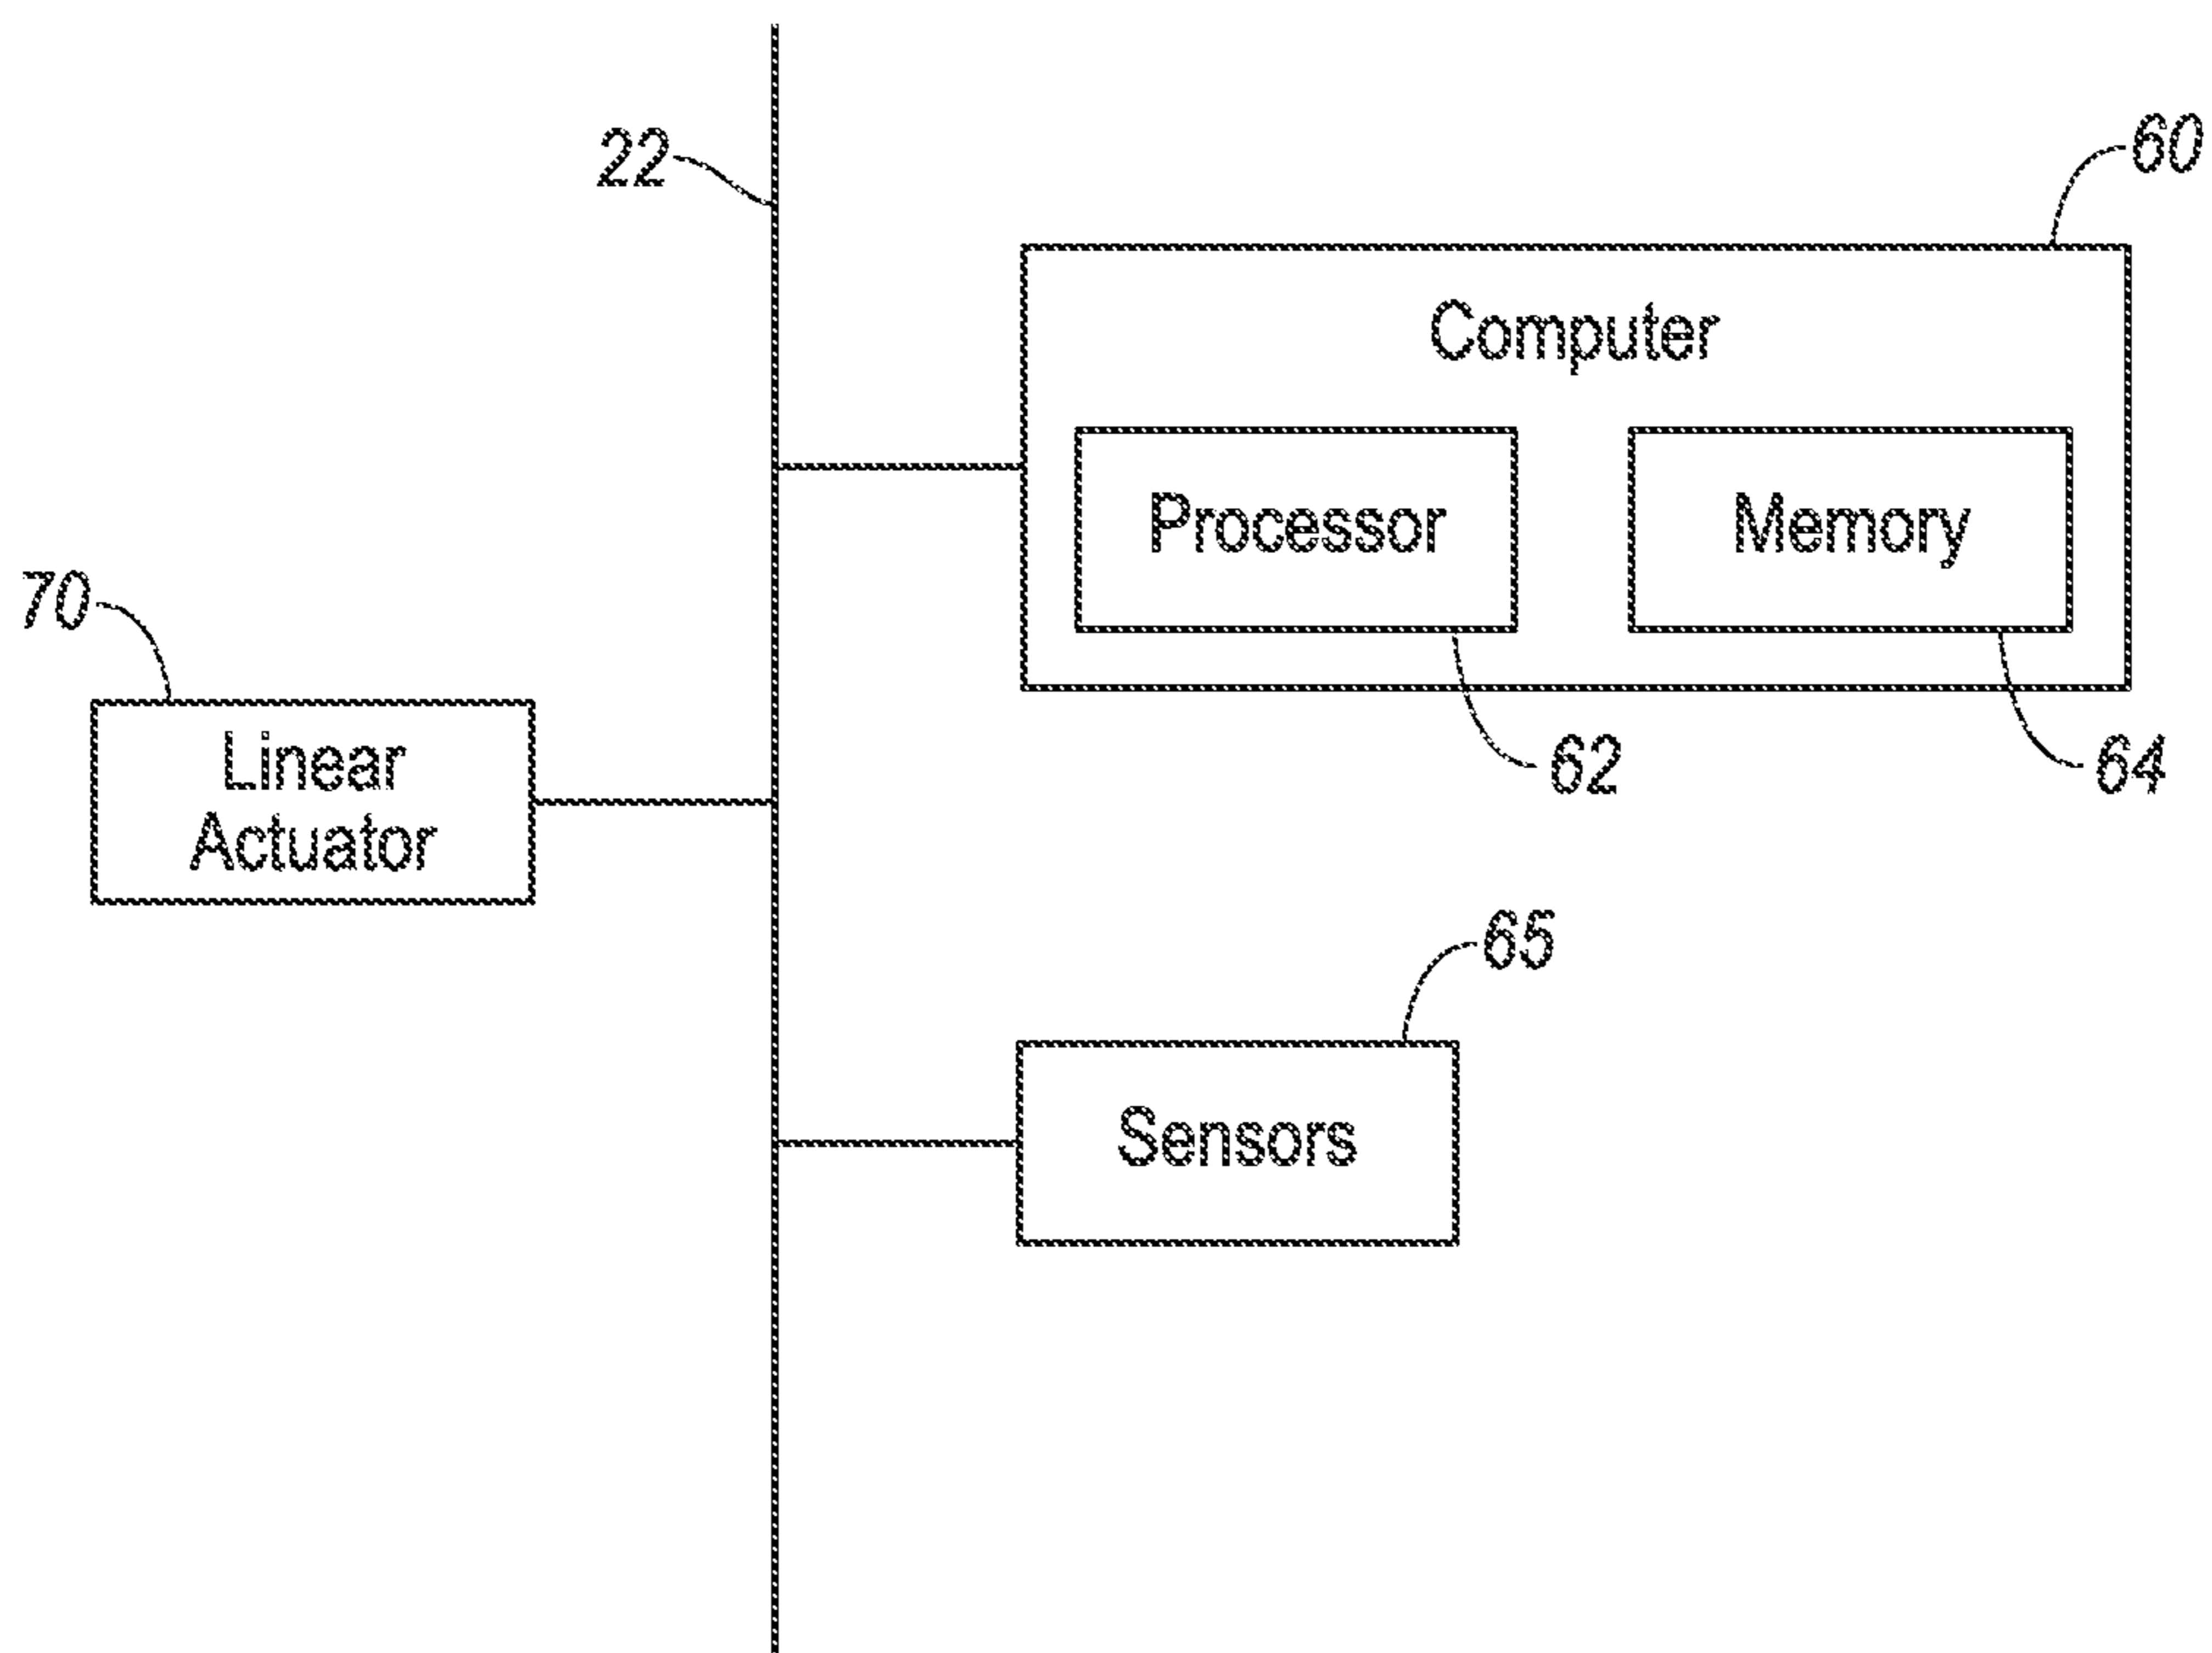 22
60
Computer
Processor
Memory
70
Linear
Actuator
62
64
65
Sensors